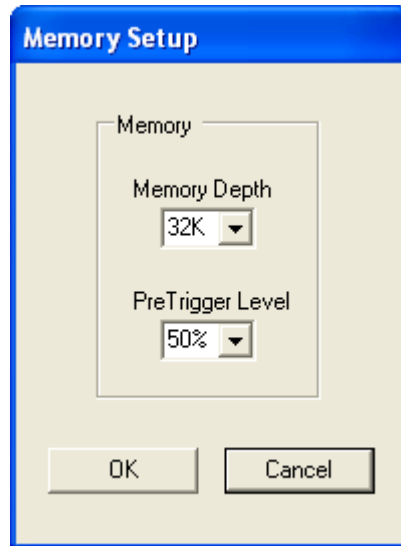 Memory Setup
Memory
Memory Depth
32K
PreTrigger Level
50%
OK Cancel